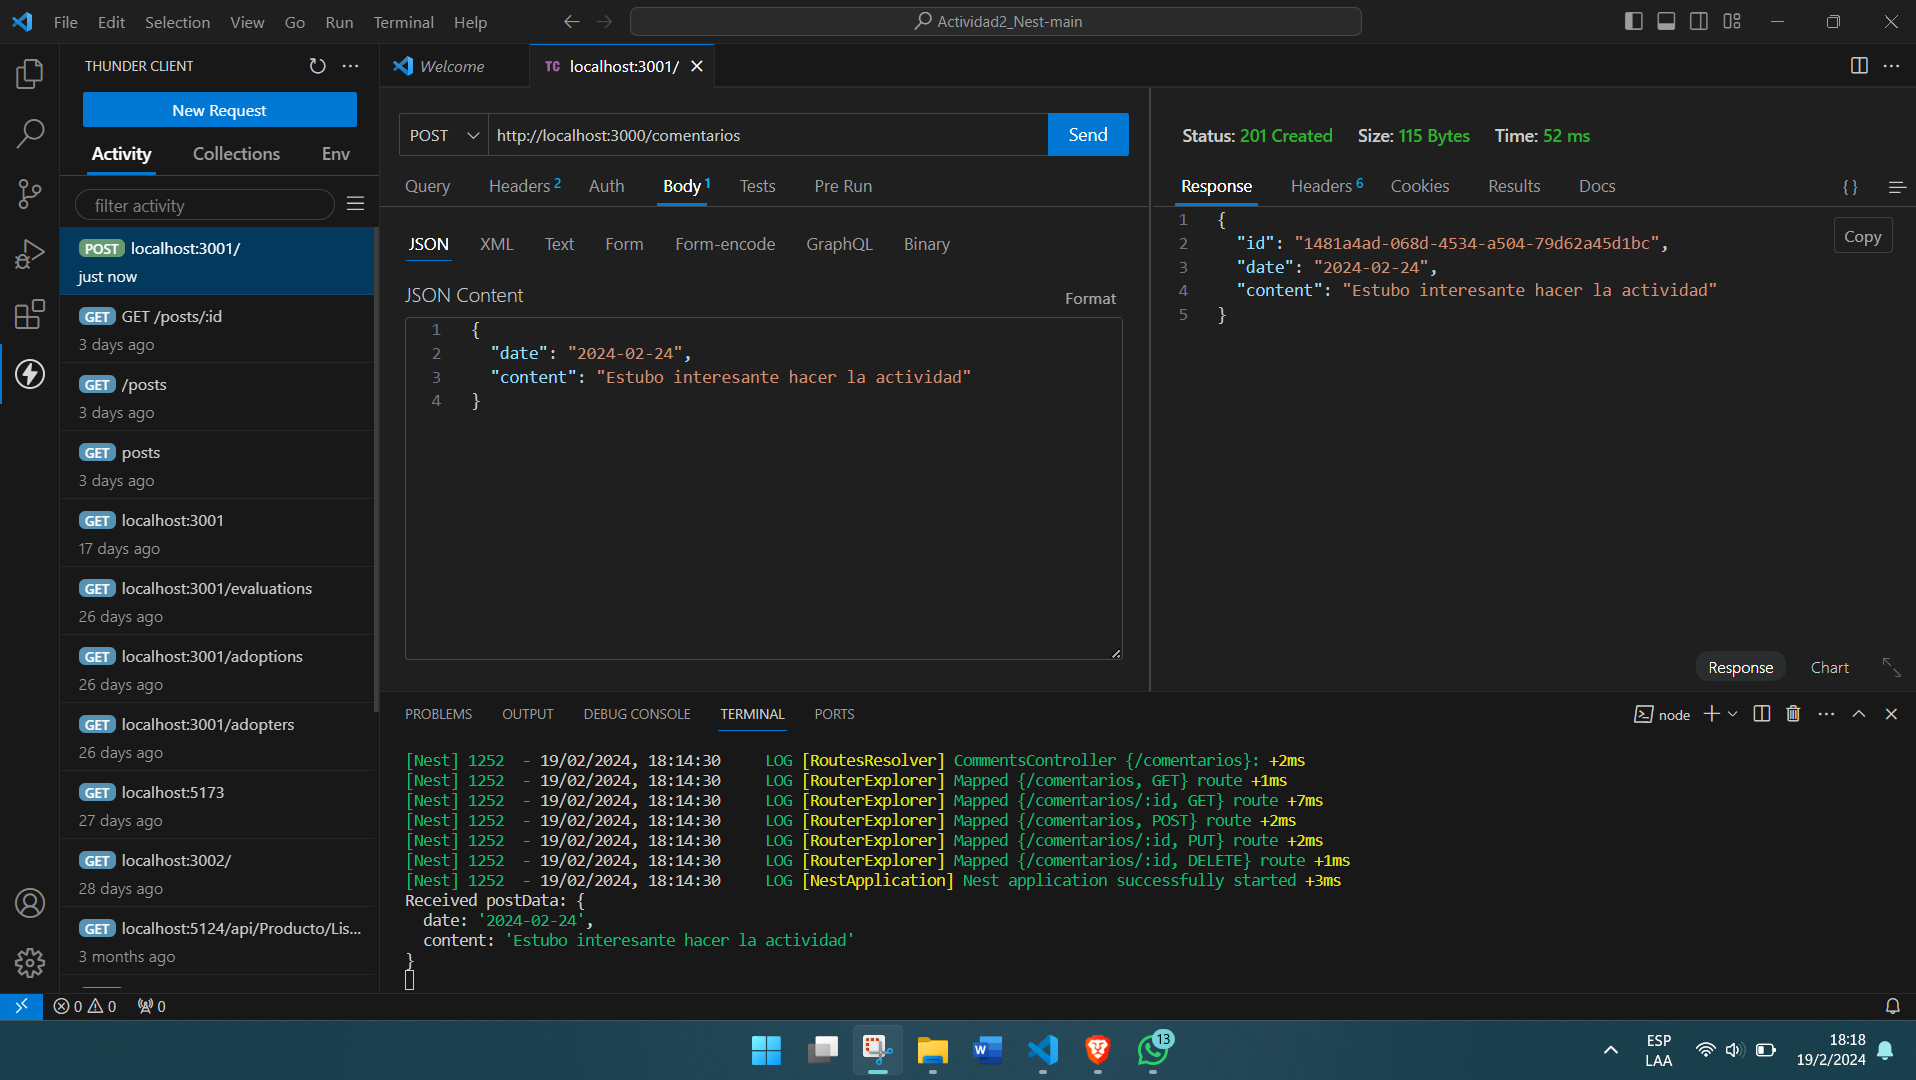 File Edit Selection View Go Run Terminal Help
Actividad2_Nest-main
THUNDER CLIENT
New Request
Activity Collections Env
filter activity
POST localhost:3001/
just now
GET GET /posts/:id
3 days ago
GET /posts
3 days ago
GET posts
3 days ago
GET localhost:3001
17 days ago
GET localhost:3001/evaluations
26 days ago
GET localhost:3001/adoptions
26 days ago
GET localhost:3001/adopters
26 days ago
GET localhost:5173
27 days ago
GET localhost:3002/
28 days ago
GET localhost:5124/api/Producto/Lis...
3 months ago
Welcome
TC localhost:3001/
POST http://localhost:3000/comentarios Send
Query Headers 2 Auth Body 1 Tests Pre Run
JSON XML Text Form Form-encode GraphQL Binary
JSON Content
Format
1 {
2 "date": "2024-02-24",
3 "content": "Estubo interesante hacer la actividad"
4 }
Status: 201 Created Size: 115 Bytes Time: 52 ms
Response Headers 6 Cookies Results Docs { }
Copy
1 {
2 "id": "1481a4ad-068d-4534-a504-79d62a45d1bc",
3 "date": "2024-02-24",
4 "content": "Estubo interesante hacer la actividad"
5 }
Response Chart
PROBLEMS OUTPUT DEBUG CONSOLE TERMINAL PORTS
node
[Nest] 1252 - 19/02/2024, 18:14:30 LOG [RoutesResolver] CommentsController {/comentarios}: +2ms
[Nest] 1252 - 19/02/2024, 18:14:30 LOG [RouterExplorer] Mapped {/comentarios, GET} route +1ms
[Nest] 1252 - 19/02/2024, 18:14:30 LOG [RouterExplorer] Mapped {/comentarios/:id, GET} route +7ms
[Nest] 1252 - 19/02/2024, 18:14:30 LOG [RouterExplorer] Mapped {/comentarios, POST} route +2ms
[Nest] 1252 - 19/02/2024, 18:14:30 LOG [RouterExplorer] Mapped {/comentarios/:id, PUT} route +2ms
[Nest] 1252 - 19/02/2024, 18:14:30 LOG [RouterExplorer] Mapped {/comentarios/:id, DELETE} route +1ms
[Nest] 1252 - 19/02/2024, 18:14:30 LOG [NestApplication] Nest application successfully started +3ms
Received postData: {
date: '2024-02-24',
content: 'Estubo interesante hacer la actividad'
}
0 0 0
W
13
ESP
LAA
18:18
19/2/2024